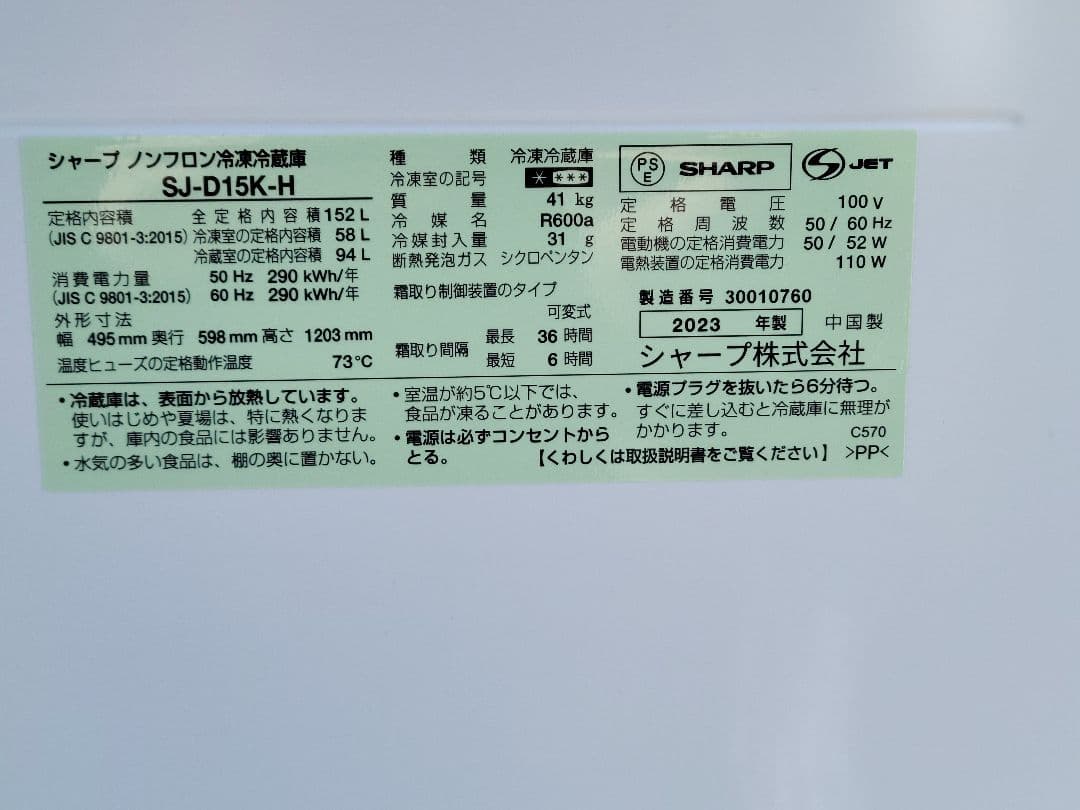 シャープ ノンフロン冷凍冷蔵庫
SJ-D15K-H
定格内容積 全定格内容積 152 L
(JIS C 9801-3:2015) 冷凍室の定格内容積 58 L
冷蔵室の定格内容積 94 L
消費電力量 50 Hz 290 kWh/年
(JIS C 9801-3:2015) 60 Hz 290 kWh/年
外形寸法
幅 495 mm 奥行 598 mm 高さ 1203 mm
温度ヒューズの定格動作温度 73℃
種類 冷凍冷蔵庫
冷凍室の記号 * ***
質量 41 kg
冷媒名 R600a
冷媒封入量 31 g
断熱発泡ガス シクロペンタン
霜取り制御装置のタイプ
可変式
霜取り間隔 最長 36 時間
最短 6 時間
PSE SHARP S JET
定格電圧 100 V
定格周波数 50 / 60 Hz
電動機の定格消費電力 50 / 52 W
電熱装置の定格消費電力 110 W
製造番号 30010760
2023 年製 中国製
シャープ株式会社
・冷蔵庫は、表面から放熱しています。
使いはじめや夏場は、特に熱くなりま
すが、庫内の食品には影響ありません。
・水気の多い食品は、棚の奥に置かない。
・室温が約5℃以下では、
食品が凍ることがあります。
・電源は必ずコンセントから
とる。
・電源プラグを抜いたら6分待つ。
すぐに差し込むと冷蔵庫に無理が
かかります。 C570
【くわしくは取扱説明書をご覧ください】 >PP<